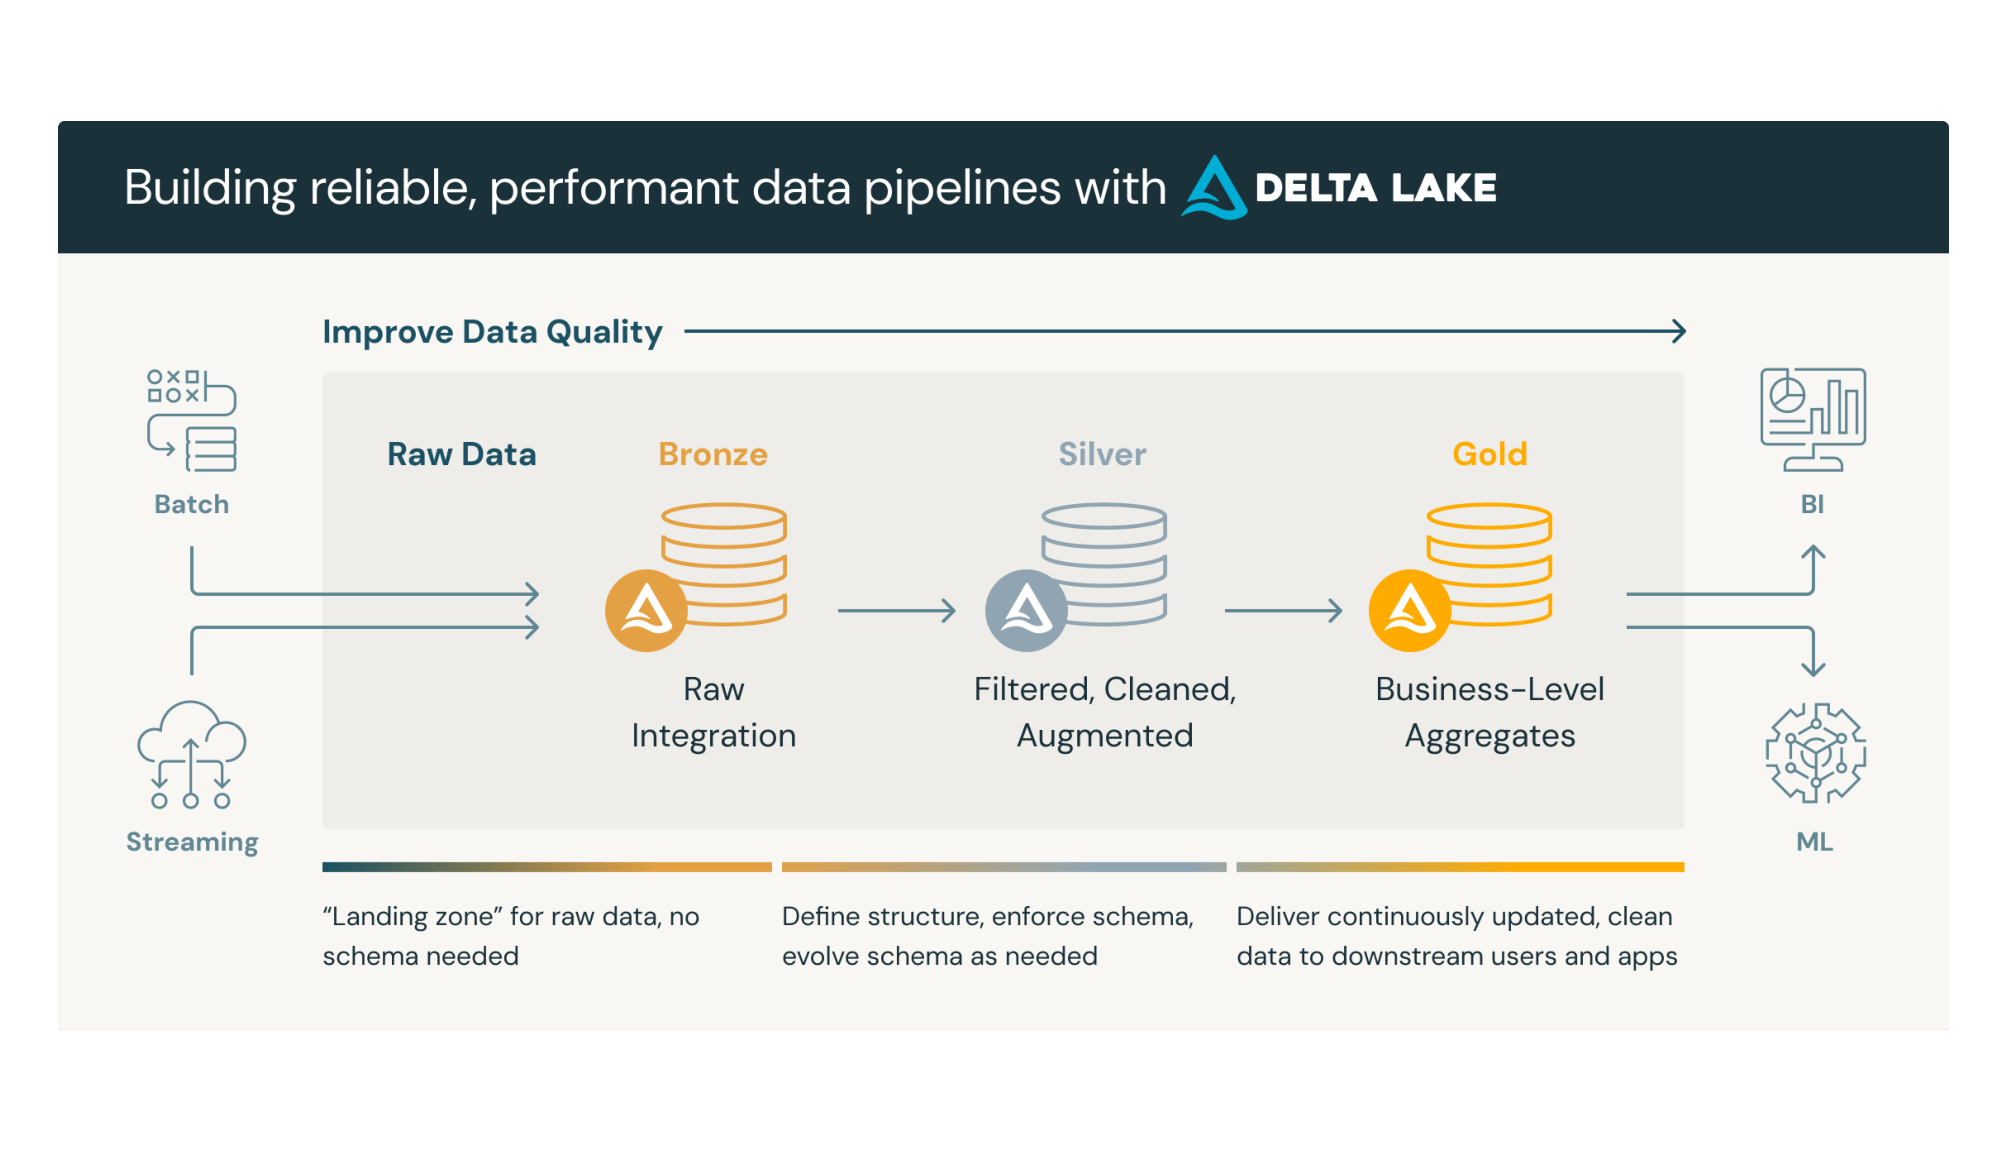 Building reliable, performant data pipelines with DELTA LAKE
Improve Data Quality
Batch
Streaming
Raw Data
Bronze
Raw
Integration
Silver
Filtered, Cleaned,
Augmented
Gold
Business-Level
Aggregates
BI
ML
“Landing zone” for raw data, no
schema needed
Define structure, enforce schema,
evolve schema as needed
Deliver continuously updated, clean
data to downstream users and apps